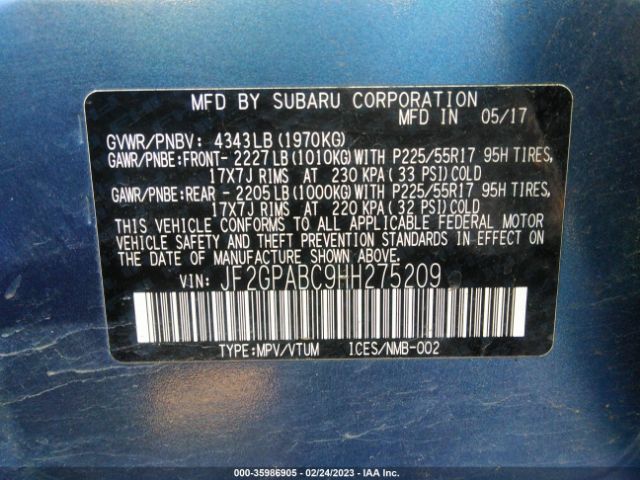 MFD BY SUBARU CORPORATION
MFD IN 05/17
GVWR/PNBV: 4343LB(1970KG)
GAWR/PNBE:FRONT- 2227LB(1010KG)WITH P225/55R17 95H TIRES,
17X7J RIMS AT 230 KPA(33 PSI)COLD
GAWR/PNBE:REAR - 2205LB(1000KG)WITH P225/55R17 95H TIRES,
17X7J RIMS AT 220 KPA(32 PSI)COLD
THIS VEHICLE CONFORMS TO ALL APPLICABLE FEDERAL MOTOR
VEHICLE SAFETY AND THEFT PREVENTION STANDARDS IN EFFECT ON
THE DATE OF MANUFACTURE SHOWN ABOVE.
VIN: JF2GPABC9HH275209
TYPE:MPV/VTUM ICES/NMB-002
000-35986905 - 02/24/2023 - IAA Inc.